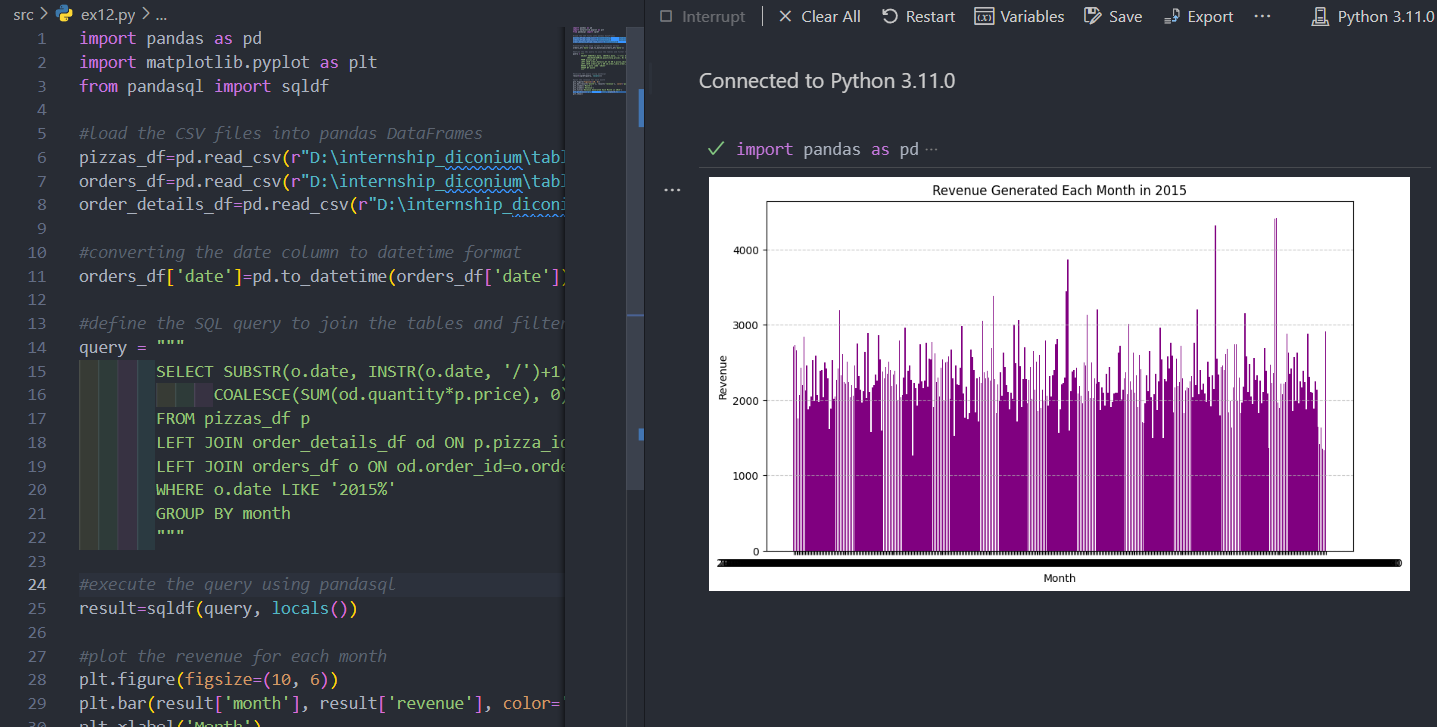 src > ex12.py > ...
1 import pandas as pd
2 import matplotlib.pyplot as plt
3 from pandasql import sqldf
4
5 #load the CSV files into pandas DataFrames
6 pizzas_df=pd.read_csv(r"D:\internship_diconium\tabl
7 orders_df=pd.read_csv(r"D:\internship_diconium\tabl
8 order_details_df=pd.read_csv(r"D:\internship_diconi
9
10 #converting the date column to datetime format
11 orders_df['date']=pd.to_datetime(orders_df['date'])
12
13 #define the SQL query to join the tables and filter
14 query = """
15 SELECT SUBSTR(o.date, INSTR(o.date, '/')+1)
16 COALESCE(SUM(od.quantity*p.price), 0)
17 FROM pizzas_df p
18 LEFT JOIN order_details_df od ON p.pizza_id
19 LEFT JOIN orders_df o ON od.order_id=o.orde
20 WHERE o.date LIKE '2015%'
21 GROUP BY month
22 """
23
24 #execute the query using pandasql
25 result=sqldf(query, locals())
26
27 #plot the revenue for each month
28 plt.figure(figsize=(10, 6))
29 plt.bar(result['month'], result['revenue'], color='
30 plt.xlabel('Month')
Interrupt | Clear All Restart Variables Save Export ... Python 3.11.0
Connected to Python 3.11.0
import pandas as pd ...
...
Revenue Generated Each Month in 2015
Revenue
4000
3000
2000
1000
0
Month